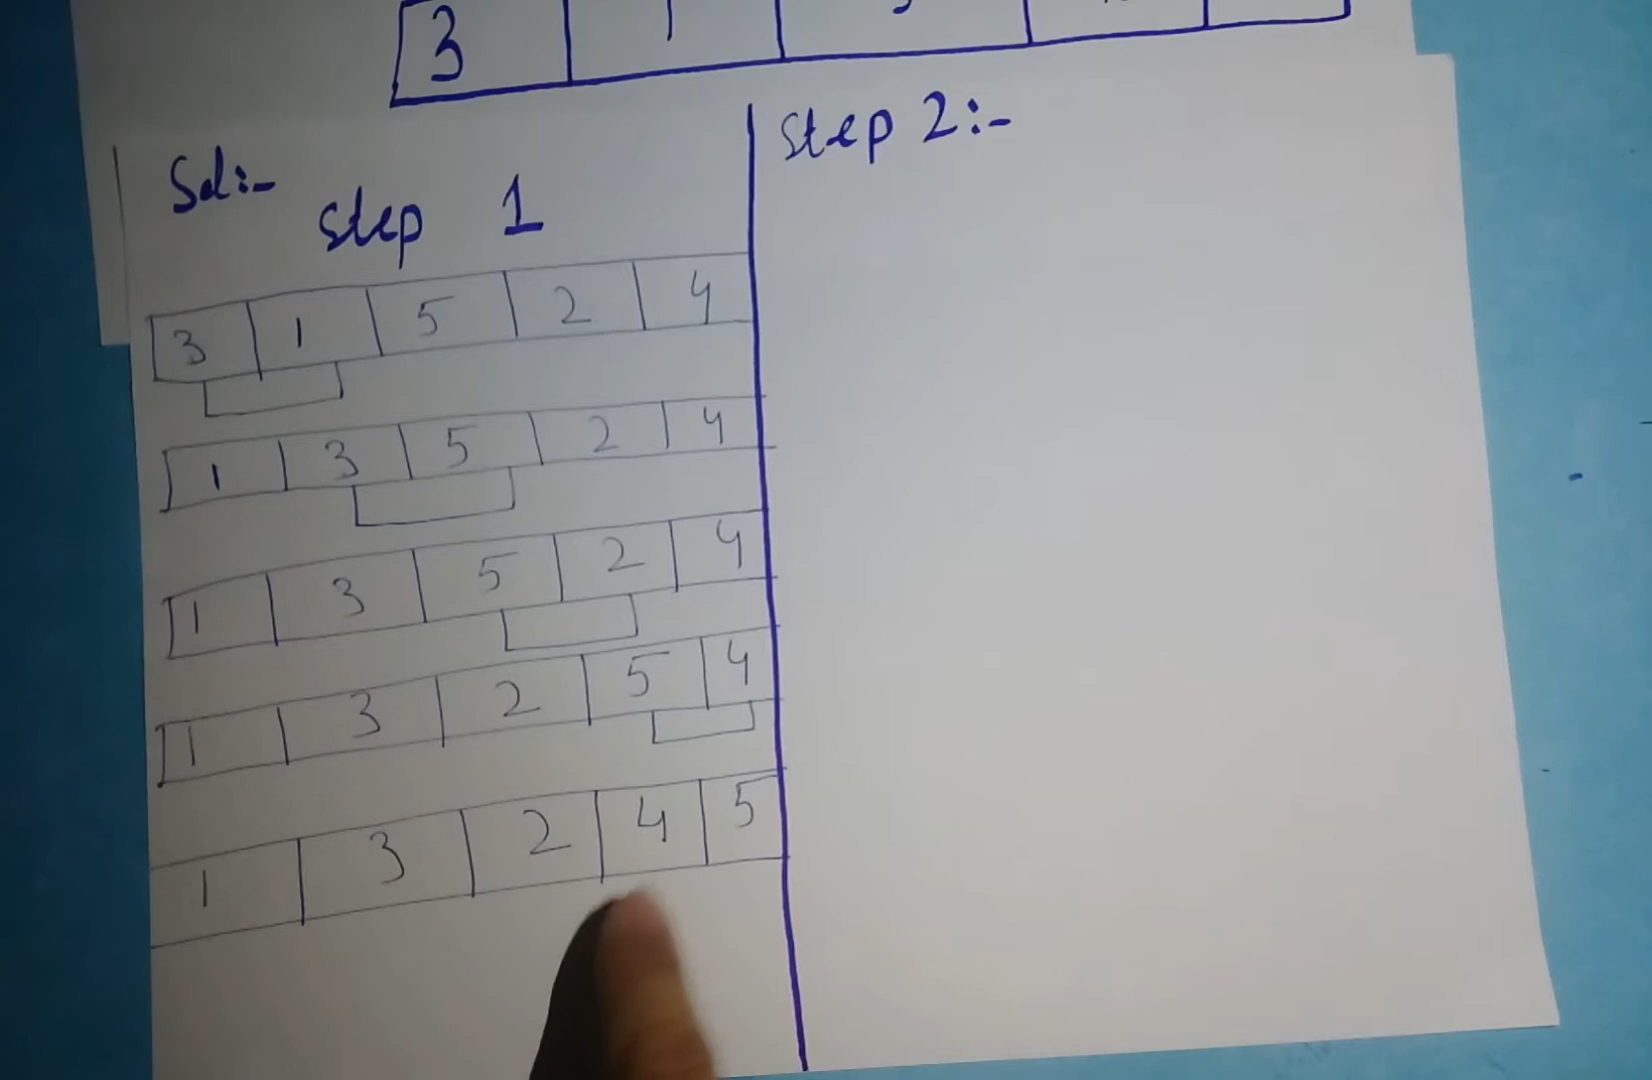 3 1
Sol:-
Step 1
3 1 5 2 4
1 3 5 2 4
1 3 5 2 4
1 3 2 5 4
1 3 2 4 5
Step 2:-